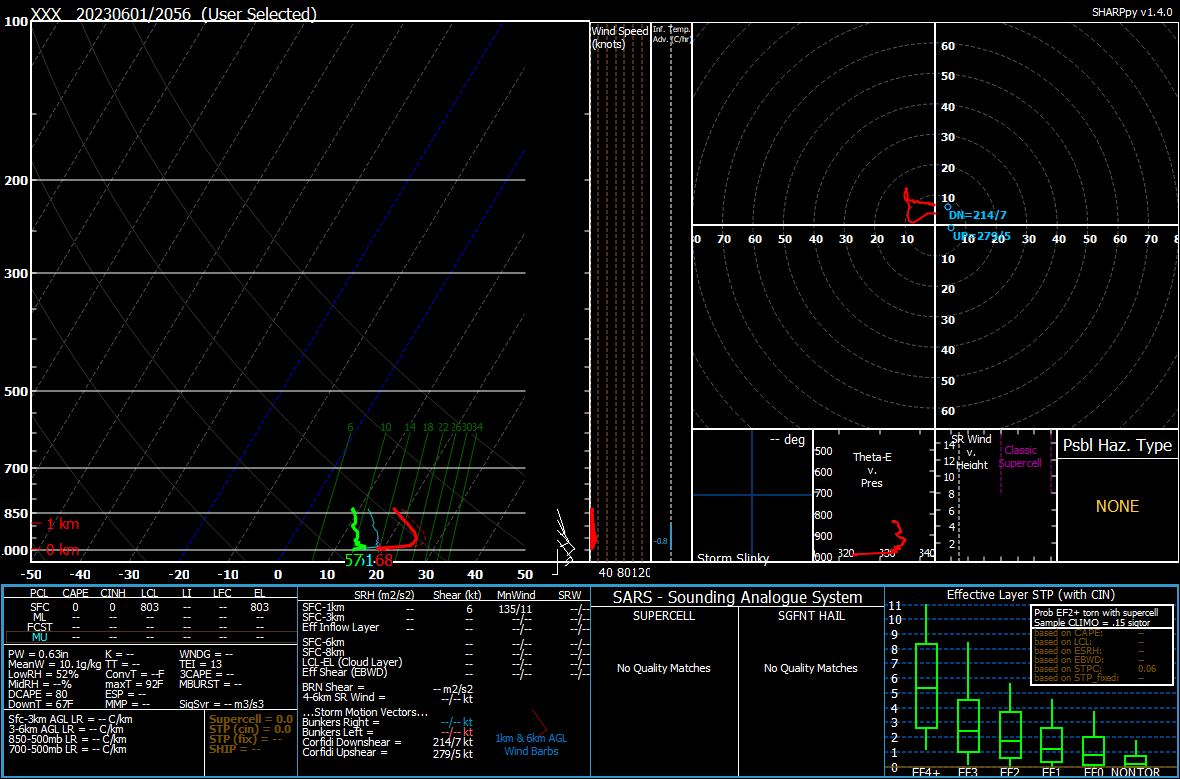 XXX 20230601/2056 (User Selected)
SHARPpy v1.4.0
100
200
300
500
700
850
1 km
0 km
6 10 14 18 22 26 30 34
-50 -40 -30 -20 -10 0 10 20 30 40 50
Wind Speed
(knots)
40 80120
Inf. Temp.
Adv. (C/hr)
-0.8
60
50
40
30
20
10
DN=214/7
UP=279/5
70 60 50 40 30 20 10 10 20 30 40 50 60 70
10
20
30
40
50
60
-- deg
Storm Slinky
Theta-E
v.
Pres
500
600
700
800
900
320 330 340
SR Wind
v.
Height
Classic
Supercell
14
12
10
8
6
4
2
Psbl Haz. Type
NONE
PCL CAPE CINH LCL LI LFC EL
SFC 0 0 803 -- -- 803
ML -- -- -- -- -- --
FCST -- -- -- -- -- --
MU -- -- -- -- -- --
PW = 0.63in K = -- WNDG = --
MeanW = 10.1g/kg TT = -- TEI = 13
LowRH = 52% ConvT = --F 3CAPE = --
MidRH = --% maxT = 92F MBURST = --
DCAPE = 80 ESP = --
DownT = 67F MMP = -- SigSvr = -- m3/s3
Sfc-3km AGL LR = -- C/km
3-6km AGL LR = -- C/km
850-500mb LR = -- C/km
700-500mb LR = -- C/km
Supercell = 0.0
STP (cin) = 0.0
STP (fix) = --
SHIP = --
SRH (m2/s2) Shear (kt) MnWind SRW
SFC-1km 6 135/11 --/--
SFC-3km -- -- --/-- --/--
Eff Inflow Layer -- -- --/-- --/--
SFC-6km -- --/-- --/--
SFC-8km -- --/-- --/--
LCL-EL (Cloud Layer) -- --/-- --/--
Eff Shear (EBWD) -- --/-- --/--
BRN Shear = -- m2/s2
4-6km SR Wind = --/-- kt
...Storm Motion Vectors...
Bunkers Right = --/-- kt
Bunkers Left = --/-- kt
Corfidi Downshear = 214/7 kt
Corfidi Upshear = 279/5 kt
1km & 6km AGL
Wind Barbs
SARS - Sounding Analogue System
SUPERCELL SGFNT HAIL
No Quality Matches No Quality Matches
Effective Layer STP (with CIN)
11
10
9
8
7
6
5
4
3
2
1
0
EF4+ EF3 EF2 EF1 EF0 NONTOR
Prob EF2+ torn with supercell
Sample CLIMO = .15 sigtor
based on CAPE: --
based on LCL: --
based on ESRH: --
based on EBWD: --
based on STPC: 0.06
based on STP_fixed: --